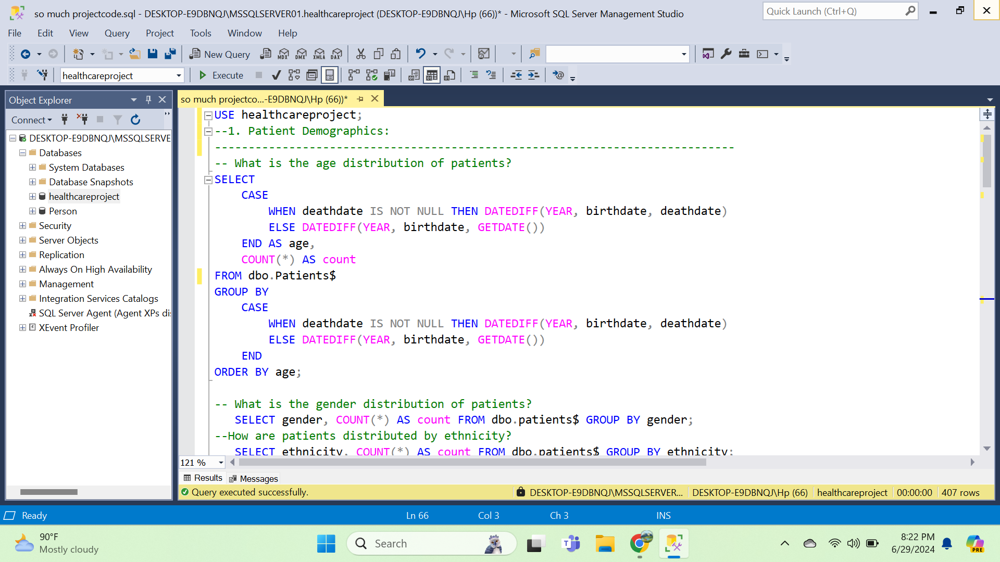 so much projectcode.sql - DESKTOP-E9DBNQJ\MSSQLSERVER01.healthcareproject (DESKTOP-E9DBNQJ\Hp (66))* - Microsoft SQL Server Management Studio
Quick Launch (Ctrl+Q)
File Edit View Query Project Tools Window Help
New Query MDX DMX XMLA DAX
healthcareproject Execute
Object Explorer
so much projectco...-E9DBNQJ\Hp (66))*
Connect
DESKTOP-E9DBNQJ\MSSQLSERVE
Databases
System Databases
Database Snapshots
healthcareproject
Person
Security
Server Objects
Replication
Always On High Availability
Management
Integration Services Catalogs
SQL Server Agent (Agent XPs di
XEvent Profiler
USE healthcareproject;
--1. Patient Demographics:
-----------------------------------------------------------------------------
-- What is the age distribution of patients?
SELECT
    CASE
        WHEN deathdate IS NOT NULL THEN DATEDIFF(YEAR, birthdate, deathdate)
        ELSE DATEDIFF(YEAR, birthdate, GETDATE())
    END AS age,
    COUNT(*) AS count
FROM dbo.Patients$
GROUP BY
    CASE
        WHEN deathdate IS NOT NULL THEN DATEDIFF(YEAR, birthdate, deathdate)
        ELSE DATEDIFF(YEAR, birthdate, GETDATE())
    END
ORDER BY age;
-- What is the gender distribution of patients?
   SELECT gender, COUNT(*) AS count FROM dbo.patients$ GROUP BY gender;
--How are patients distributed by ethnicity?
   SELECT ethnicity, COUNT(*) AS count FROM dbo.patients$ GROUP BY ethnicity;
121 %
Results Messages
Query executed successfully. DESKTOP-E9DBNQJ\MSSQLSERVER... DESKTOP-E9DBNQJ\Hp (66) healthcareproject 00:00:00 407 rows
Ready Ln 66 Col 3 Ch 3 INS
90°F
Mostly cloudy
Search
8:22 PM
6/29/2024
PRE